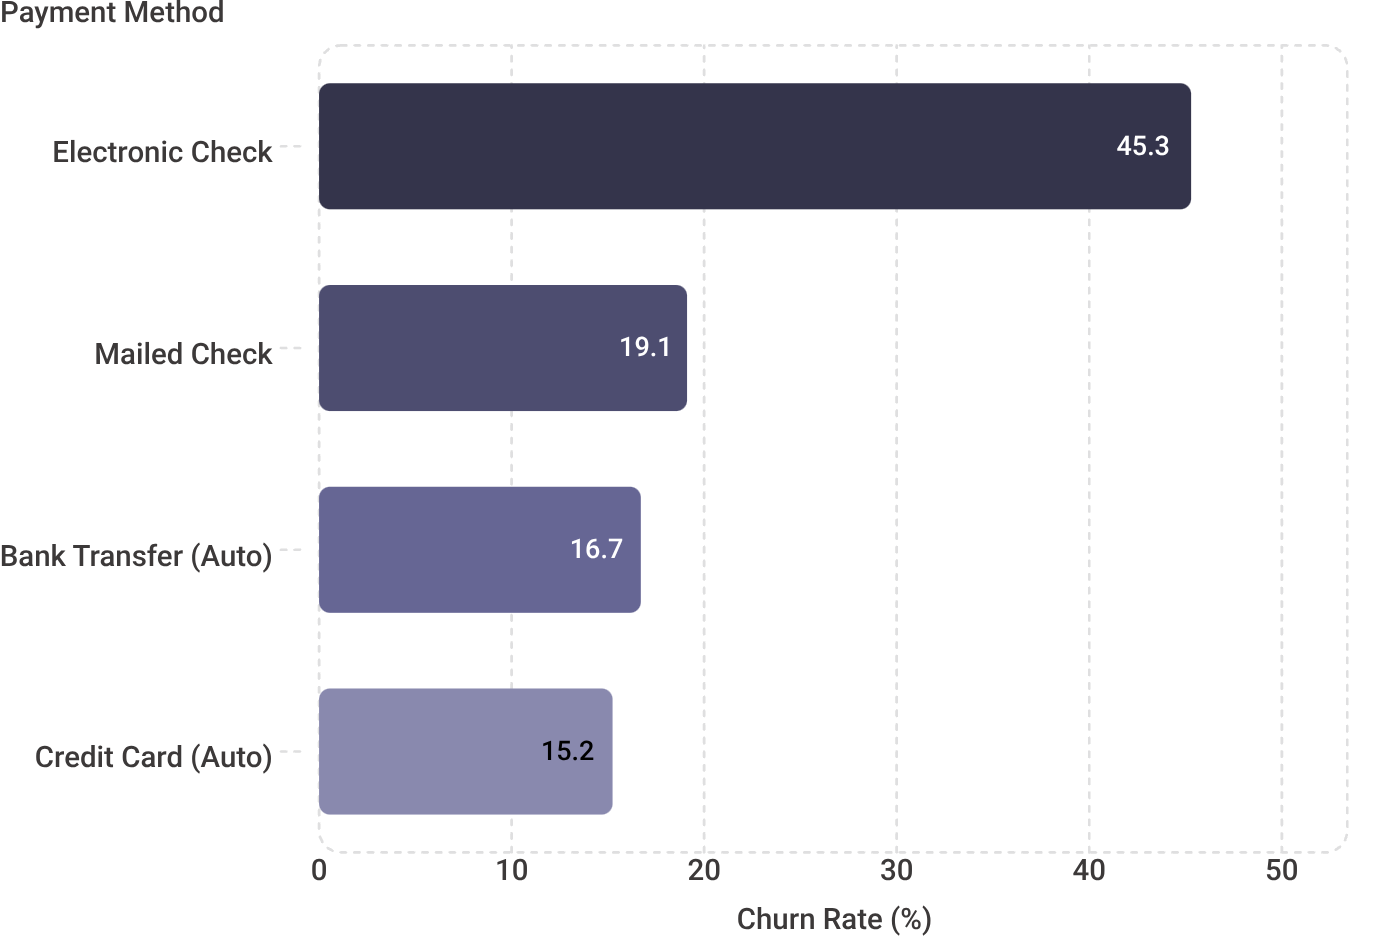 Payment Method
Electronic Check
45.3
Mailed Check
19.1
Bank Transfer (Auto)
16.7
Credit Card (Auto)
15.2
0 10 20 30 40 50
Churn Rate (%)